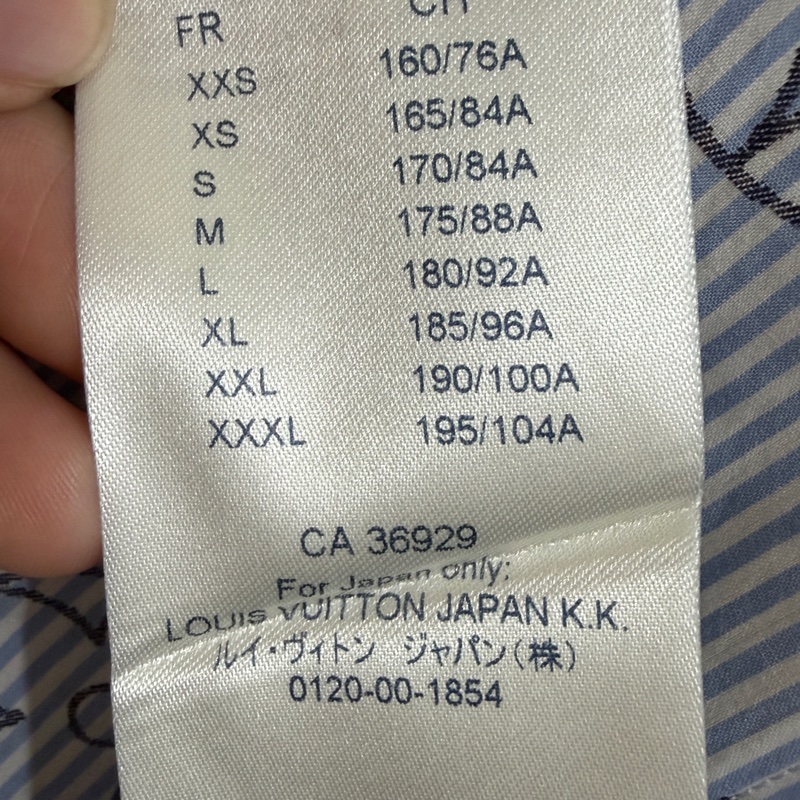 FR CH
XXS 160/76A
XS 165/84A
S 170/84A
M 175/88A
L 180/92A
XL 185/96A
XXL 190/100A
XXXL 195/104A
CA 36929
For Japan only:
LOUIS VUITTON JAPAN K.K.
ルイ・ヴィトン ジャパン(株)
0120-00-1854